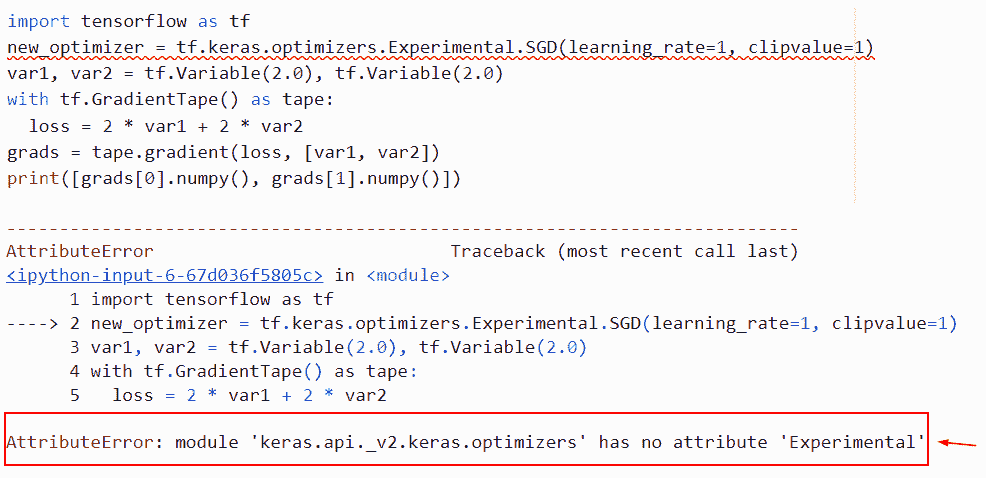 import tensorflow as tf
new_optimizer = tf.keras.optimizers.Experimental.SGD(learning_rate=1, clipvalue=1)
var1, var2 = tf.Variable(2.0), tf.Variable(2.0)
with tf.GradientTape() as tape:
  loss = 2 * var1 + 2 * var2
grads = tape.gradient(loss, [var1, var2])
print([grads[0].numpy(), grads[1].numpy()])
---------------------------------------------------------------------------
AttributeError                            Traceback (most recent call last)
<ipython-input-6-67d036f5805c> in <module>
      1 import tensorflow as tf
----> 2 new_optimizer = tf.keras.optimizers.Experimental.SGD(learning_rate=1, clipvalue=1)
      3 var1, var2 = tf.Variable(2.0), tf.Variable(2.0)
      4 with tf.GradientTape() as tape:
      5   loss = 2 * var1 + 2 * var2
AttributeError: module 'keras.api._v2.keras.optimizers' has no attribute 'Experimental'